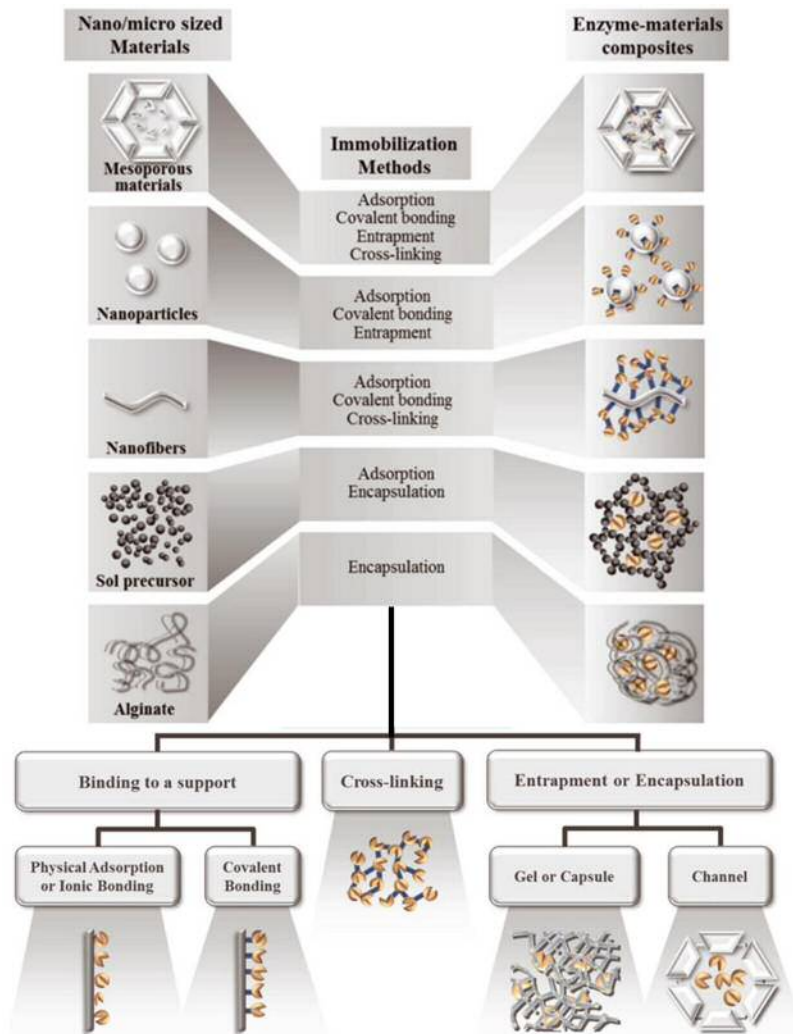 Nano/micro sized
Materials
Enzyme-materials
composites
Immobilization
Methods
Mesoporous
materials
Adsorption
Covalent bonding
Entrapment
Cross-linking
Nanoparticles
Adsorption
Covalent bonding
Entrapment
Nanofibers
Adsorption
Covalent bonding
Cross-linking
Sol precursor
Adsorption
Encapsulation
Alginate
Encapsulation
Binding to a support
Cross-linking
Entrapment or Encapsulation
Physical Adsorption
or Ionic Bonding
Covalent
Bonding
Gel or Capsule
Channel